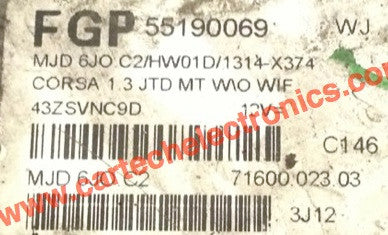 FGP 55190069 WJ
MJD 6JO C2/HW01D/1314-X374
CORSA 1.3 JTD MT W\O WIF
43ZSVNC9D 12V
C146
MJD 6JO C2 71600.023.03
3J12
www.cartechelectronics.com